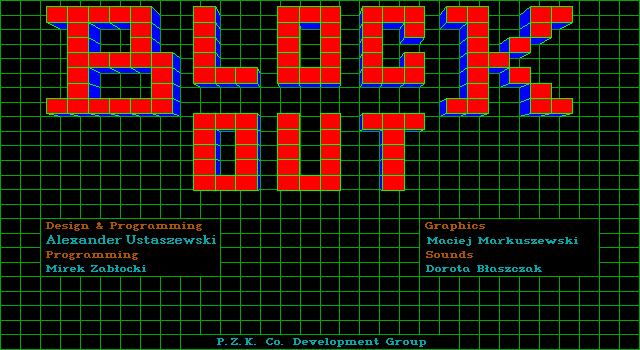 BLOCK
OUT
Design & Programming
Alexander Ustaszewski
Programming
Mirek Zabłocki
Graphics
Maciej Markuszewski
Sounds
Dorota Błaszczak
P.Z.K. Co. Development Group